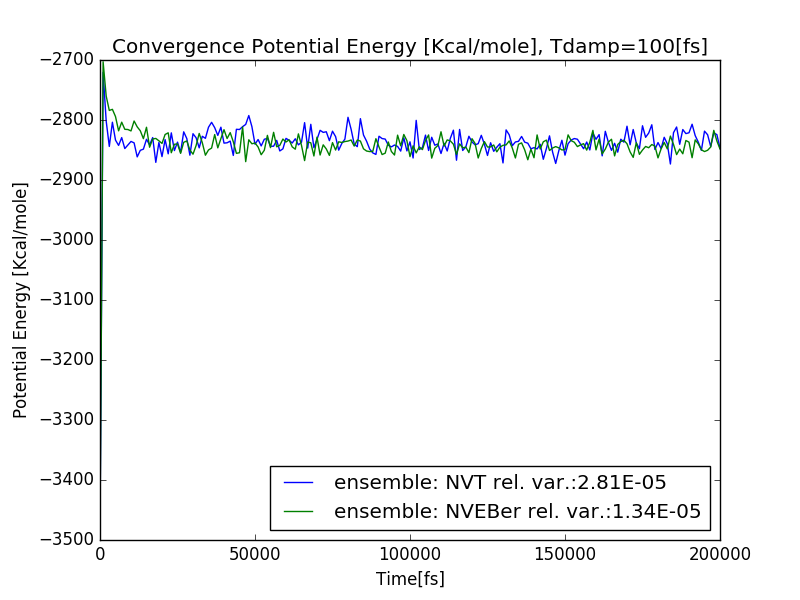 Convergence Potential Energy [Kcal/mole], Tdamp=100[fs]
−2700
−2800
−2900
−3000
−3100
−3200
−3300
−3400
−3500
Potential Energy [Kcal/mole]
ensemble: NVT rel. var.:2.81E-05
ensemble: NVEBer rel. var.:1.34E-05
0 50000 100000 150000 200000
Time[fs]